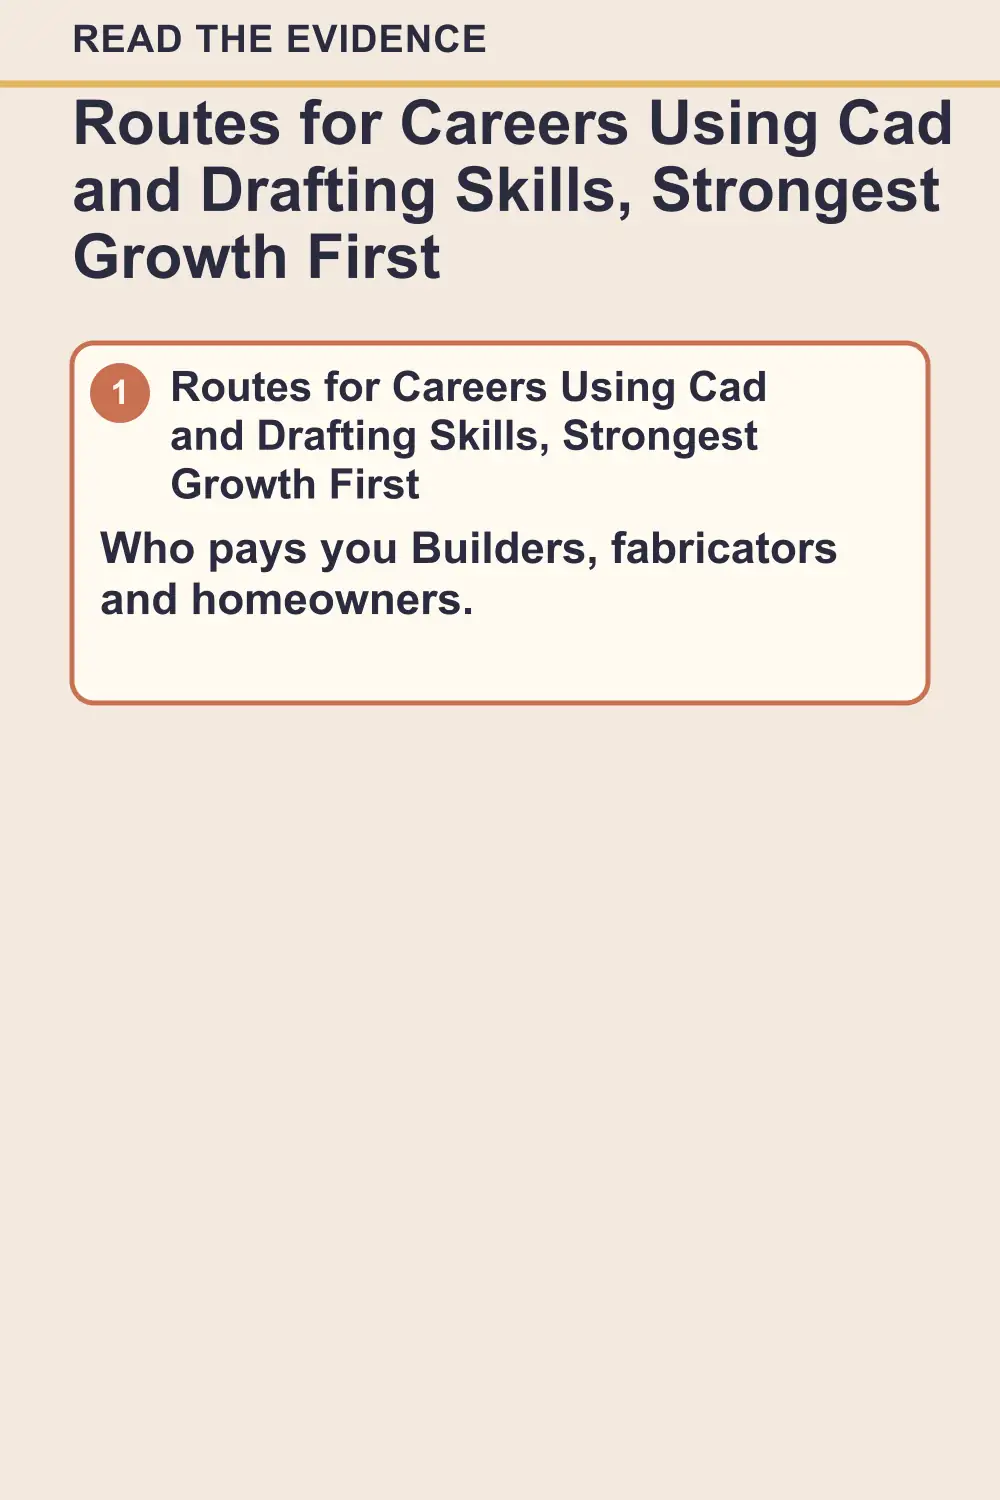 READ THE EVIDENCE
Routes for Careers Using Cad
and Drafting Skills, Strongest
Growth First
1
Routes for Careers Using Cad
and Drafting Skills, Strongest
Growth First
Who pays you Builders, fabricators
and homeowners.